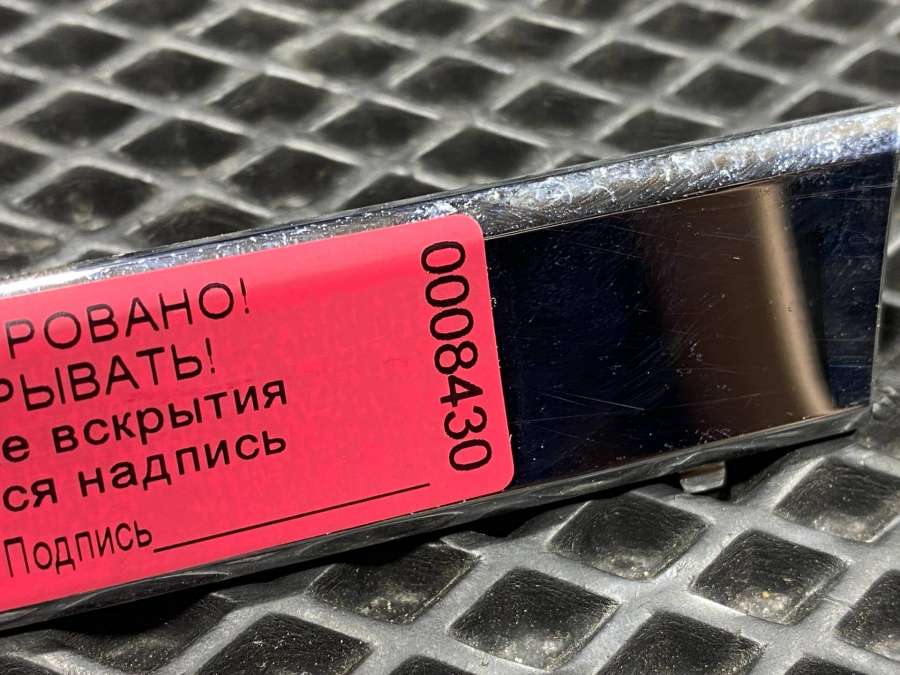 РОВАНО!
РЫВАТЬ!
е вскрытия
ся надпись
Подпись
0008430